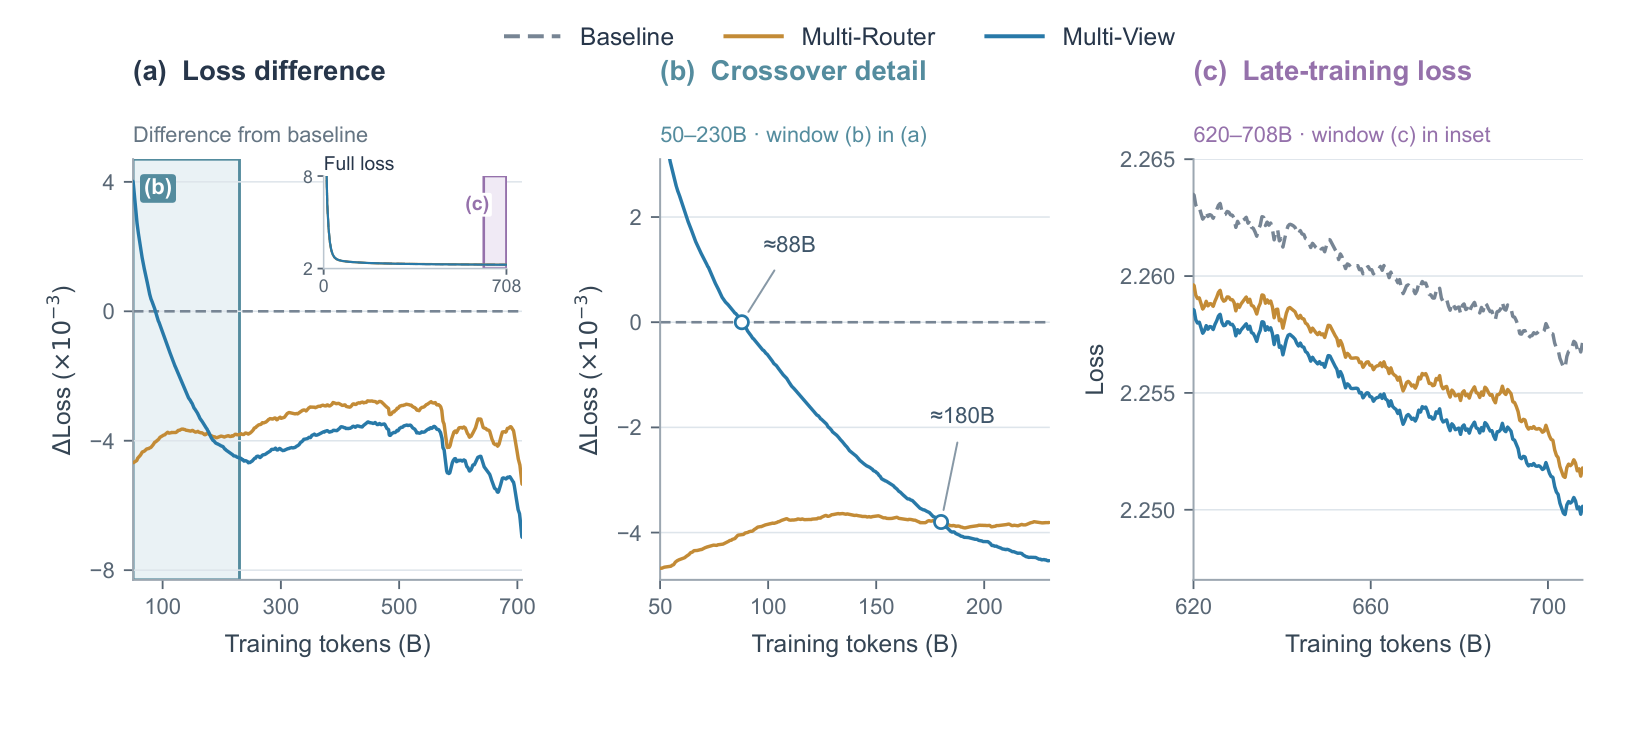 Baseline Multi-Router Multi-View
(a) Loss difference
Difference from baseline
(b)
Full loss
8
2
0
708
(c)
4
0
−4
−8
ΔLoss (×10⁻³)
100 300 500 700
Training tokens (B)
(b) Crossover detail
50–230B · window (b) in (a)
≈88B
≈180B
2
0
−2
−4
ΔLoss (×10⁻³)
50 100 150 200
Training tokens (B)
(c) Late-training loss
620–708B · window (c) in inset
2.265
2.260
2.255
2.250
Loss
620 660 700
Training tokens (B)